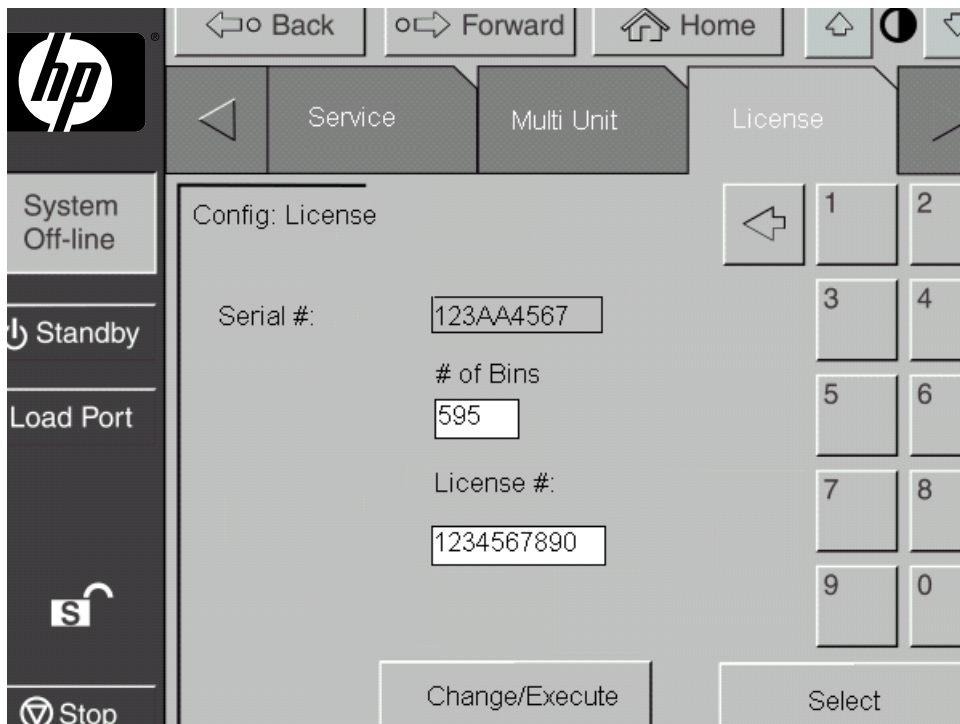 Back
Forward
Home
hp
®
Service
Multi Unit
License
System
Off-line
Config: License
1
2
Serial #:
123AA4567
3
4
Standby
# of Bins
595
5
6
Load Port
License #:
1234567890
7
8
S
9
0
Change/Execute
Select
Stop